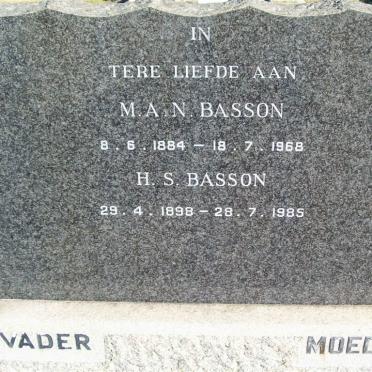 IN
TERE LIEFDE AAN
M.A.N. BASSON
8.6.1884 – 18.7.1968
H.S. BASSON
29.4.1898 – 28.7.1985
VADER MOED